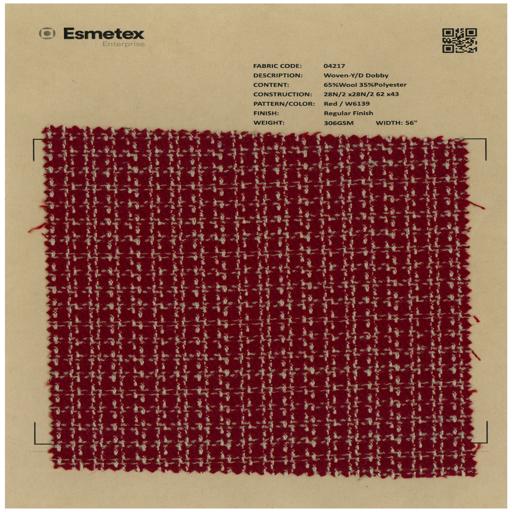 Esmetex
Enterprise
FABRIC CODE: 04217
DESCRIPTION: Woven-Y/D Dobby
CONTENT: 65%Wool 35%Polyester
CONSTRUCTION: 28N/2 x28N/2 62 x43
PATTERN/COLOR: Red / W6139
FINISH: Regular Finish
WEIGHT: 306GSM WIDTH: 56"